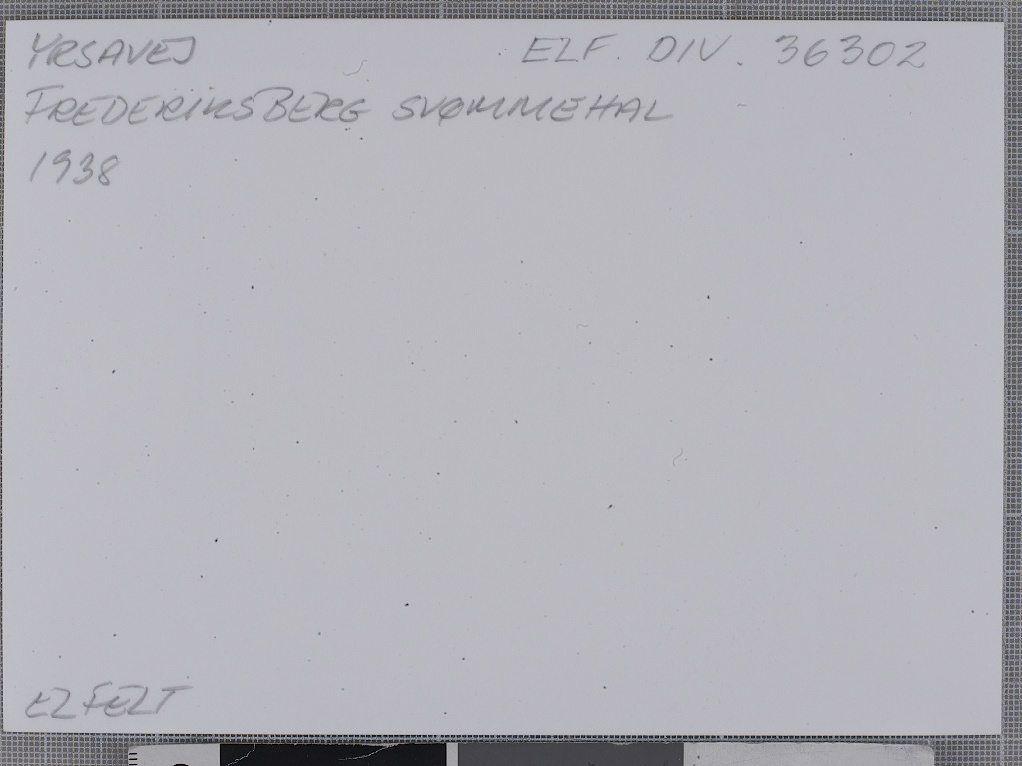 YRSAVEJ
ELF. DIV. 36302
FREDERIKSBERG SVØMMEHAL
1938
ELFELT